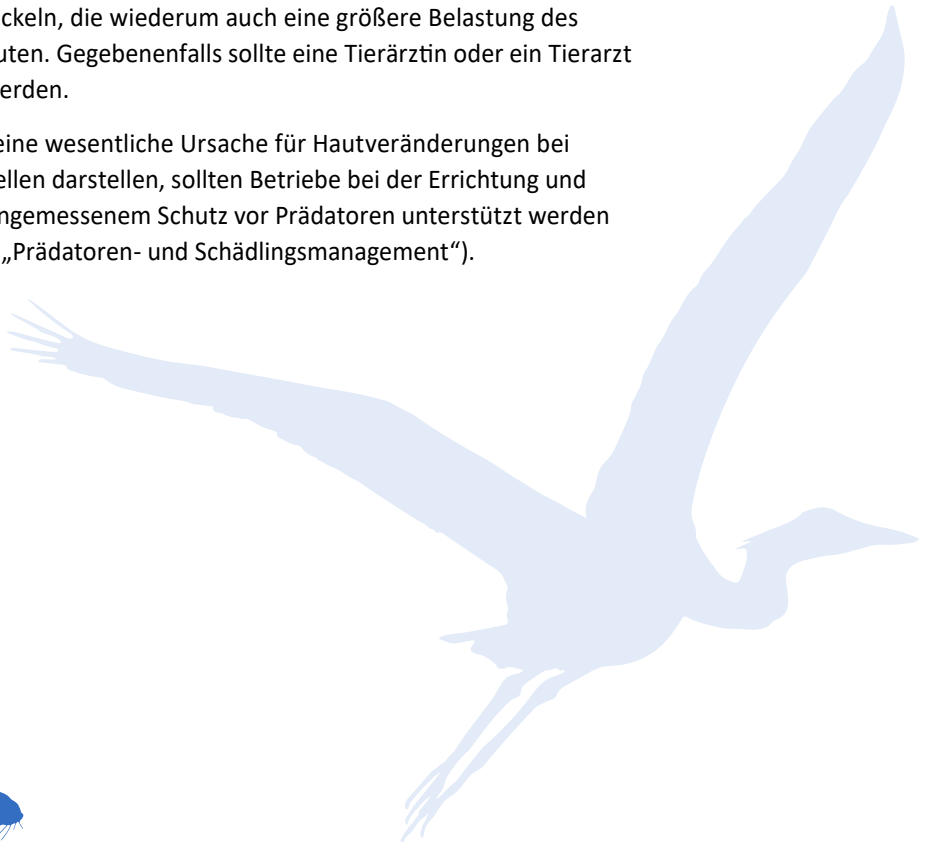 ckeln, die wiederum auch eine größere Belastung des
uten. Gegebenenfalls sollte eine Tierärztin oder ein Tierarzt
erden.
eine wesentliche Ursache für Hautveränderungen bei
ellen darstellen, sollten Betriebe bei der Errichtung und
ngemessenem Schutz vor Prädatoren unterstützt werden
„Prädatoren- und Schädlingsmanagement“).